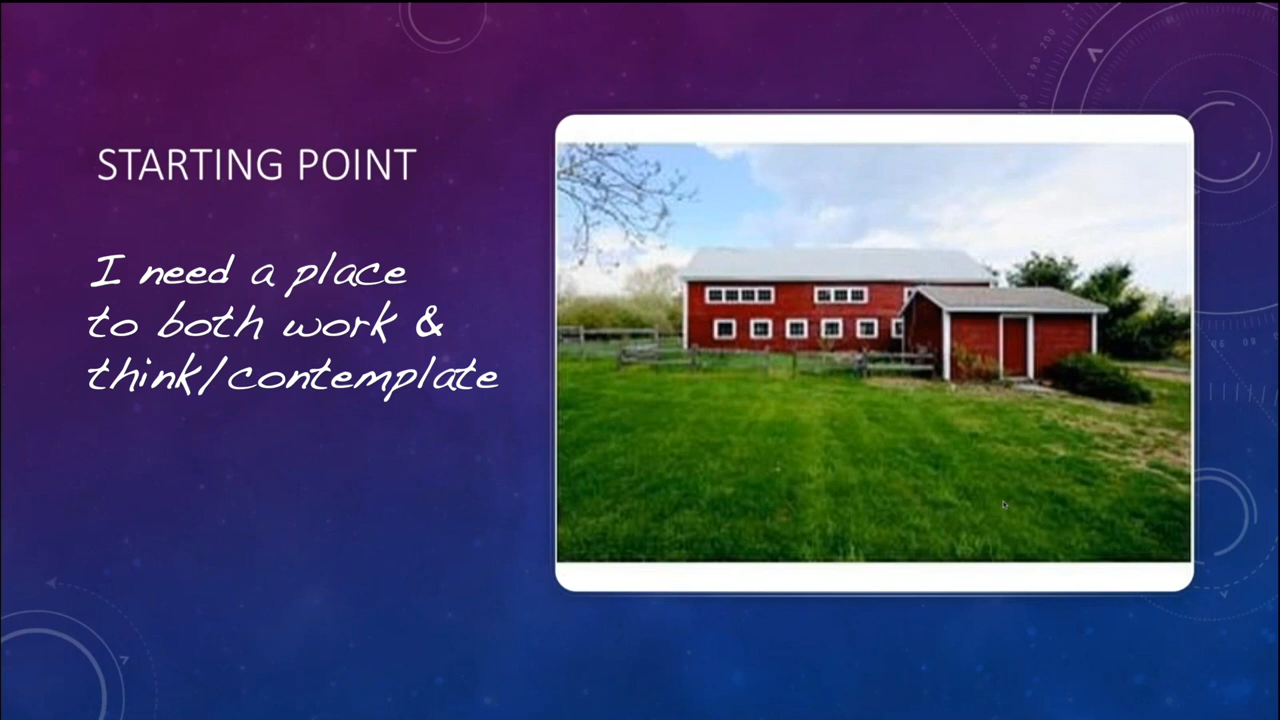 STARTING POINT
I need a place
to both work &
think/contemplate